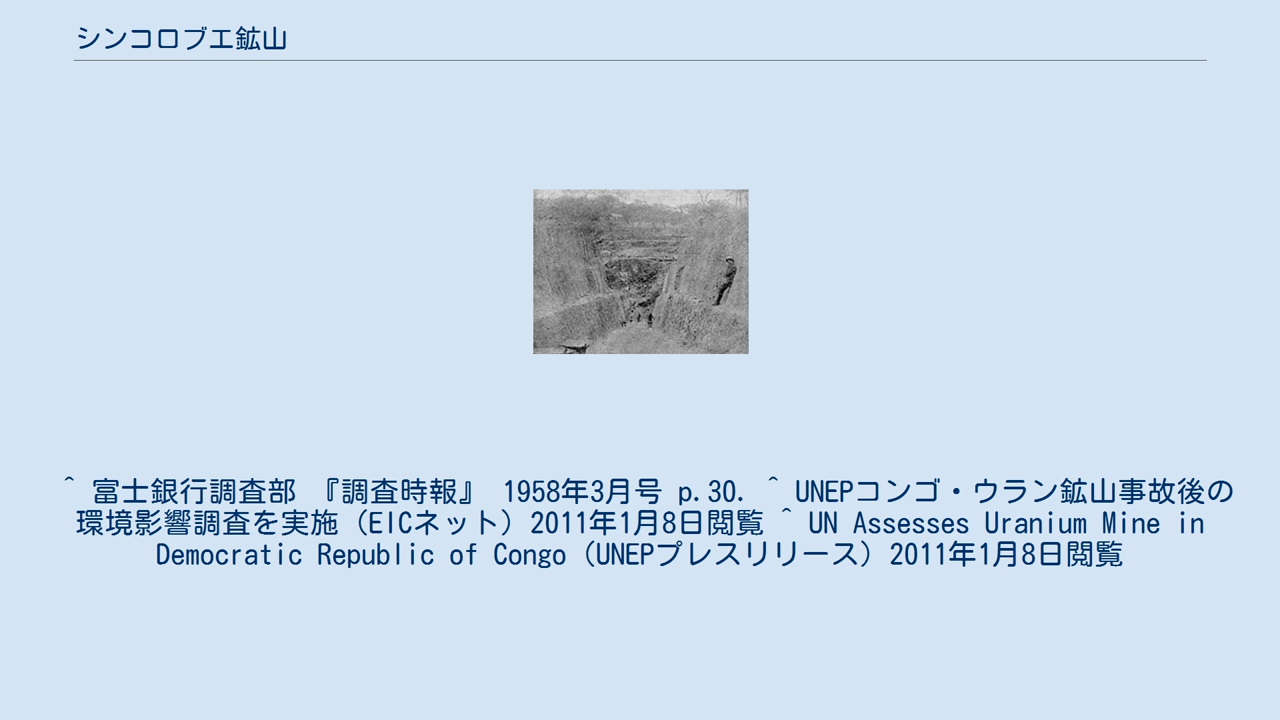 シンコロブエ鉱山
^ 富士銀行調査部 『調査時報』 1958年3月号 p.30. ^ UNEPコンゴ・ウラン鉱山事故後の
環境影響調査を実施（EICネット）2011年1月8日閲覧 ^ UN Assesses Uranium Mine in
Democratic Republic of Congo（UNEPプレスリリース）2011年1月8日閲覧